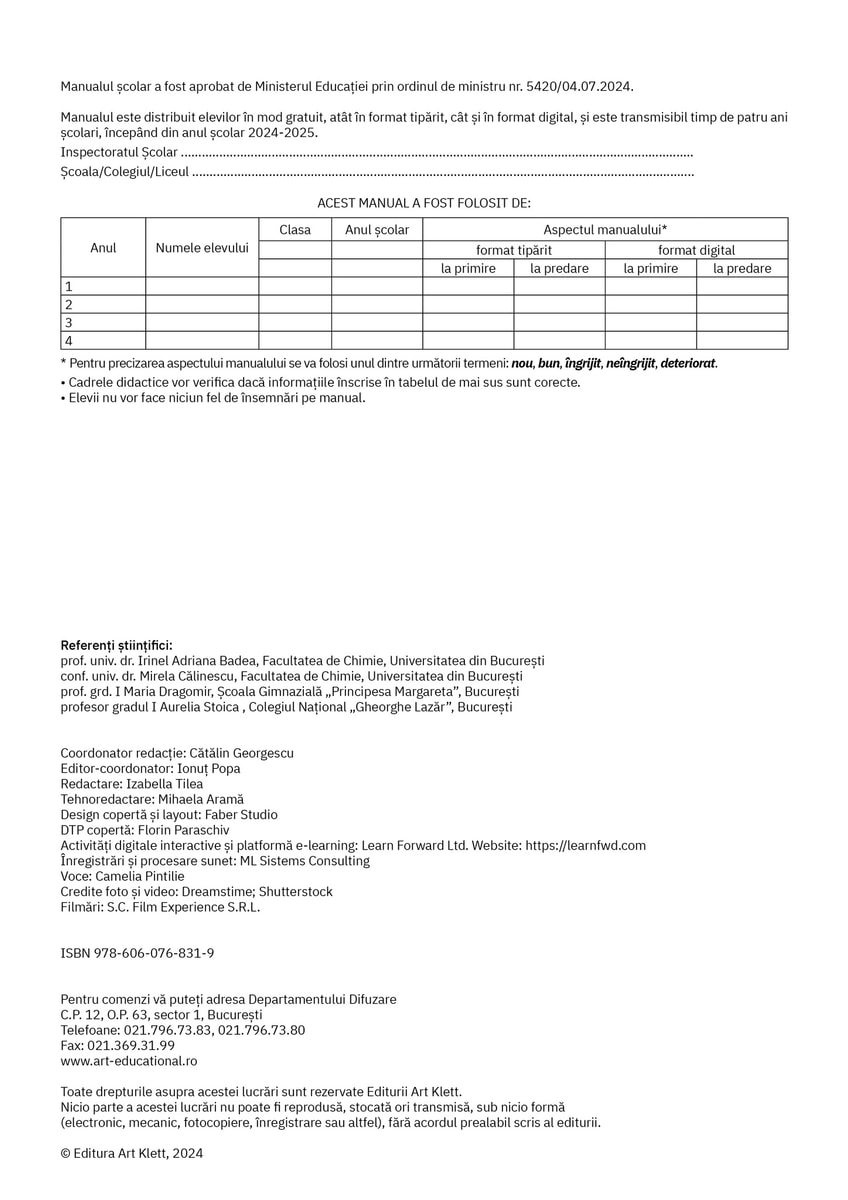 Manualul școlar a fost aprobat de Ministerul Educației prin ordinul de ministru nr. 5420/04.07.2024.
Manualul este distribuit elevilor în mod gratuit, atât în format tipărit, cât și în format digital, și este transmisibil timp de patru ani
școlari, începând din anul școlar 2024-2025.
Inspectoratul Școlar ....................................................................................................................................................
Școala/Colegiul/Liceul .................................................................................................................................................
ACEST MANUAL A FOST FOLOSIT DE:
Anul Numele elevului Clasa Anul școlar Aspectul manualului*
format tipărit format digital
la primire la predare la primire la predare
1
2
3
4
* Pentru precizarea aspectului manualului se va folosi unul dintre următorii termeni: nou, bun, îngrijit, neîngrijit, deteriorat.
• Cadrele didactice vor verifica dacă informațiile înscrise în tabelul de mai sus sunt corecte.
• Elevii nu vor face niciun fel de însemnări pe manual.
Referenți științifici:
prof. univ. dr. Irinel Adriana Badea, Facultatea de Chimie, Universitatea din București
conf. univ. dr. Mirela Călinescu, Facultatea de Chimie, Universitatea din București
prof. grd. I Maria Dragomir, Școala Gimnazială „Principesa Margareta”, București
profesor gradul I Aurelia Stoica , Colegiul Național „Gheorghe Lazăr”, București
Coordonator redacție: Cătălin Georgescu
Editor-coordonator: Ionuț Popa
Redactare: Izabella Tilea
Tehnoredactare: Mihaela Aramă
Design copertă și layout: Faber Studio
DTP copertă: Florin Paraschiv
Activități digitale interactive și platformă e-learning: Learn Forward Ltd. Website: https://learnfwd.com
Înregistrări și procesare sunet: ML Sistems Consulting
Voce: Camelia Pintilie
Credite foto și video: Dreamstime; Shutterstock
Filmări: S.C. Film Experience S.R.L.
ISBN 978-606-076-831-9
Pentru comenzi vă puteți adresa Departamentului Difuzare
C.P. 12, O.P. 63, sector 1, București
Telefoane: 021.796.73.83, 021.796.73.80
Fax: 021.369.31.99
www.art-educational.ro
Toate drepturile asupra acestei lucrări sunt rezervate Editurii Art Klett.
Nicio parte a acestei lucrări nu poate fi reprodusă, stocată ori transmisă, sub nicio formă
(electronic, mecanic, fotocopiere, înregistrare sau altfel), fără acordul prealabil scris al editurii.
© Editura Art Klett, 2024